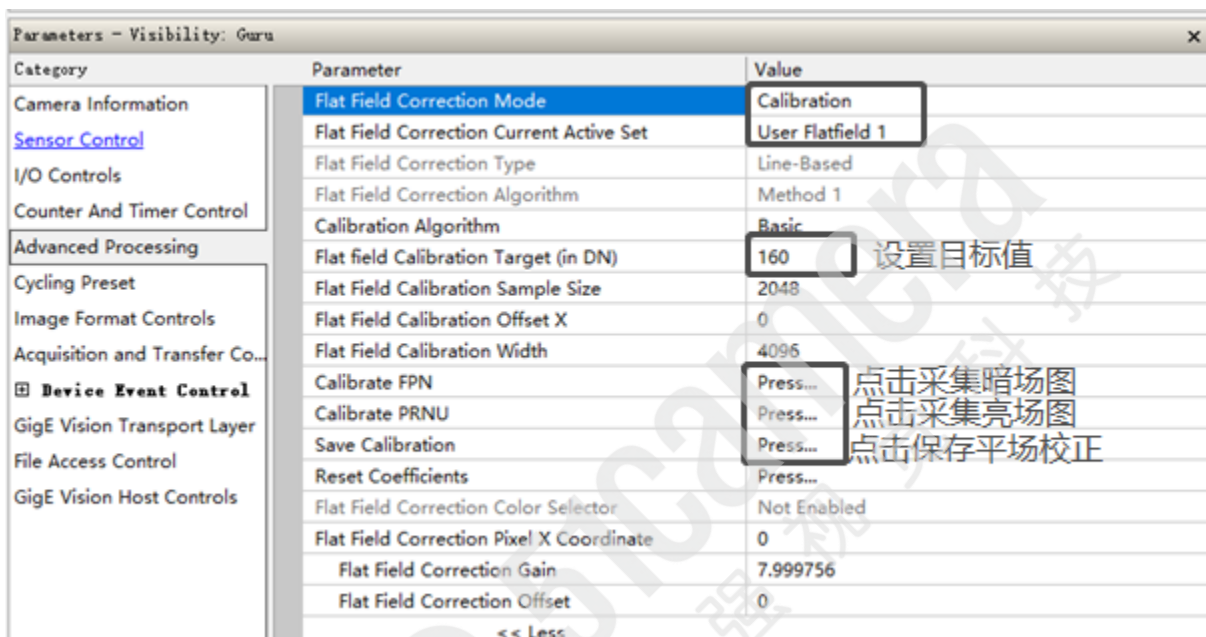 Parameters - Visibility: Guru
Category Parameter Value
Camera Information
Sensor Control
I/O Controls
Counter And Timer Control
Advanced Processing
Cycling Preset
Image Format Controls
Acquisition and Transfer Co...
Device Event Control
GigE Vision Transport Layer
File Access Control
GigE Vision Host Controls
Flat Field Correction Mode Calibration
Flat Field Correction Current Active Set User Flatfield 1
Flat Field Correction Type Line-Based
Flat Field Correction Algorithm Method 1
Calibration Algorithm Basic
Flat field Calibration Target (in DN) 160 设置目标值
Flat Field Calibration Sample Size 2048
Flat Field Calibration Offset X 0
Flat Field Calibration Width 4096
Calibrate FPN Press... 点击采集暗场图
Calibrate PRNU Press... 点击采集亮场图
Save Calibration Press... 点击保存平场校正
Reset Coefficients Press...
Flat Field Correction Color Selector Not Enabled
Flat Field Correction Pixel X Coordinate 0
Flat Field Correction Gain 7.999756
Flat Field Correction Offset 0
<< Less
51camera